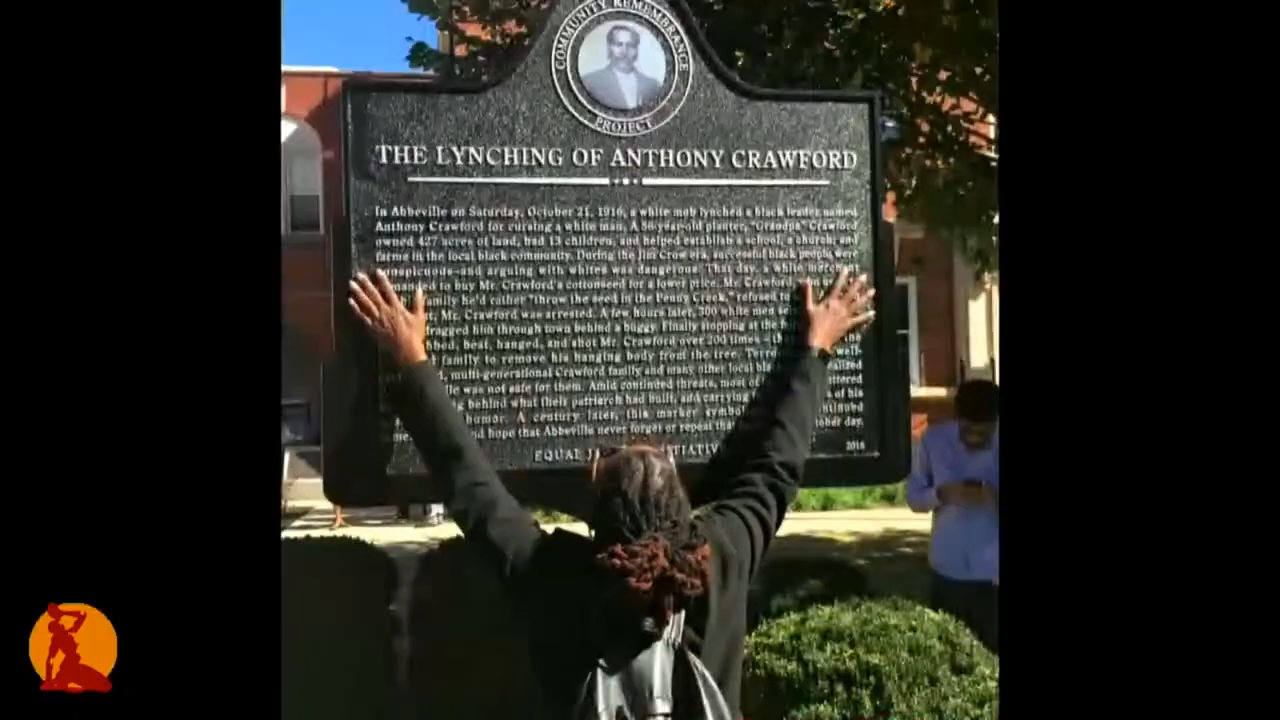 COMMUNITY REMEMBRANCE
PROJECT
THE LYNCHING OF ANTHONY CRAWFORD
In Abbeville on Saturday, October 21, 1916, a white mob lynched a black leader named
Anthony Crawford for cursing a white man. A 56-year-old planter, "Grandpa" Crawford
owned 427 acres of land, had 13 children, and helped establish a school, a church, and
farms in the local black community. During the Jim Crow era, successful black people were
conspicuous and arguing with whites was dangerous. That day, a white merchant
to buy Mr. Crawford's cottonseed for a lower price. Mr. Crawford
family he'd rather "throw the seed in the Penny Creek," refused
Mr. Crawford was arrested. A few hours later, 300 white men
dragged him through town behind a buggy. Finally stopping at the
beat, hanged, and shot Mr. Crawford over 200 times
family to remove his hanging body from the tree.
multi-generational Crawford family and many other local
was not safe for them. Amid continued threats, most
behind what their patriarch had built, and carrying of his
humor. A century later, this marker
and hope that Abbeville never forget or repeat day.
EQUAL
2016